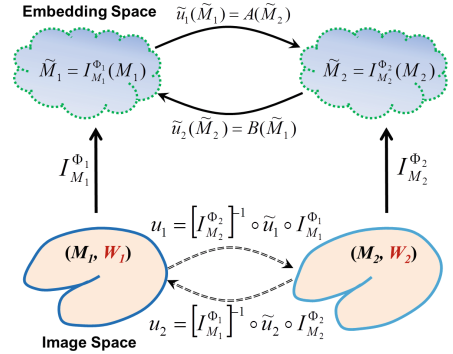 Embedding Space
ũ₁(M̃₁)=A(M̃₂)
M̃₁ = I_{M₁}^{Φ₁}(M₁)
M̃₂ = I_{M₂}^{Φ₂}(M₂)
ũ₂(M̃₂)=B(M̃₁)
I_{M₁}^{Φ₁}
I_{M₂}^{Φ₂}
u₁ = [I_{M₂}^{Φ₂}]⁻¹ ∘ ũ₁ ∘ I_{M₁}^{Φ₁}
(M₁, W₁)
(M₂, W₂)
u₂ = [I_{M₁}^{Φ₁}]⁻¹ ∘ ũ₂ ∘ I_{M₂}^{Φ₂}
Image Space